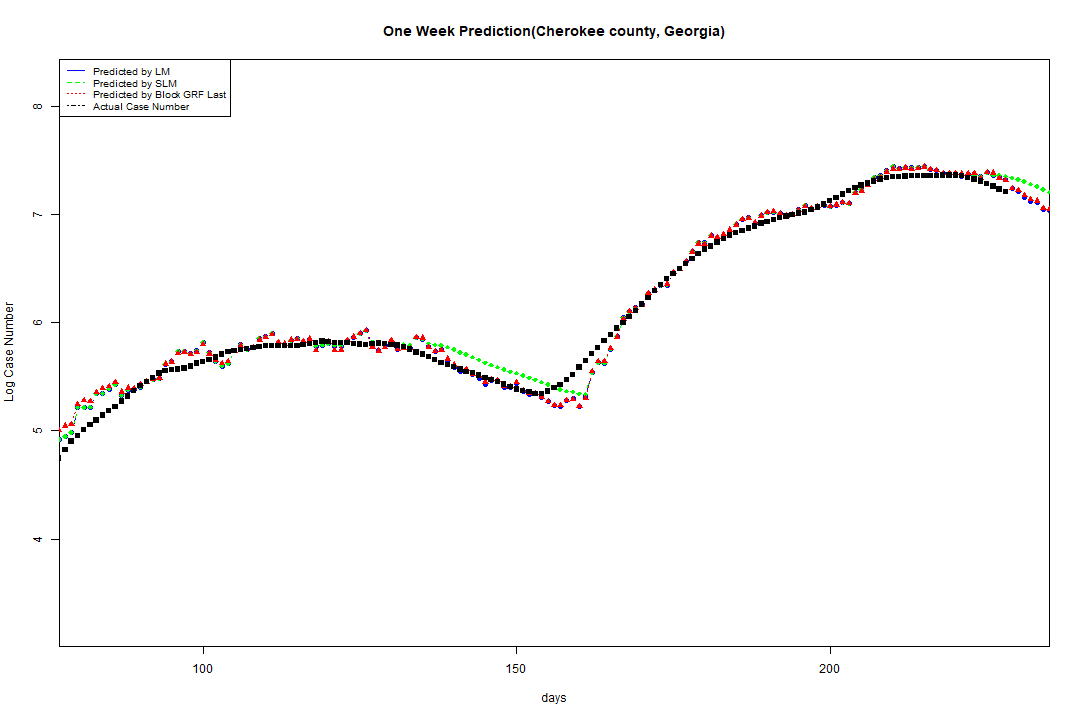 One Week Prediction(Cherokee county, Georgia)
Predicted by LM
Predicted by SLM
Predicted by Block GRF Last
Actual Case Number
8
7
6
5
4
Log Case Number
100 150 200
days